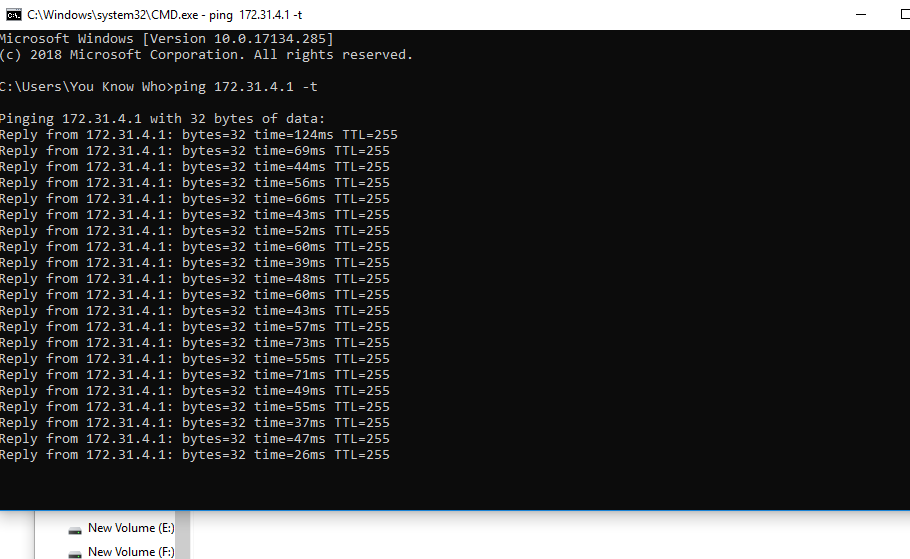 C:\Windows\system32\CMD.exe - ping 172.31.4.1 -t
Microsoft Windows [Version 10.0.17134.285]
(c) 2018 Microsoft Corporation. All rights reserved.
C:\Users\You Know Who>ping 172.31.4.1 -t
Pinging 172.31.4.1 with 32 bytes of data:
Reply from 172.31.4.1: bytes=32 time=124ms TTL=255
Reply from 172.31.4.1: bytes=32 time=69ms TTL=255
Reply from 172.31.4.1: bytes=32 time=44ms TTL=255
Reply from 172.31.4.1: bytes=32 time=56ms TTL=255
Reply from 172.31.4.1: bytes=32 time=66ms TTL=255
Reply from 172.31.4.1: bytes=32 time=43ms TTL=255
Reply from 172.31.4.1: bytes=32 time=52ms TTL=255
Reply from 172.31.4.1: bytes=32 time=60ms TTL=255
Reply from 172.31.4.1: bytes=32 time=39ms TTL=255
Reply from 172.31.4.1: bytes=32 time=48ms TTL=255
Reply from 172.31.4.1: bytes=32 time=60ms TTL=255
Reply from 172.31.4.1: bytes=32 time=43ms TTL=255
Reply from 172.31.4.1: bytes=32 time=57ms TTL=255
Reply from 172.31.4.1: bytes=32 time=73ms TTL=255
Reply from 172.31.4.1: bytes=32 time=55ms TTL=255
Reply from 172.31.4.1: bytes=32 time=71ms TTL=255
Reply from 172.31.4.1: bytes=32 time=49ms TTL=255
Reply from 172.31.4.1: bytes=32 time=55ms TTL=255
Reply from 172.31.4.1: bytes=32 time=37ms TTL=255
Reply from 172.31.4.1: bytes=32 time=47ms TTL=255
Reply from 172.31.4.1: bytes=32 time=26ms TTL=255
New Volume (E:)
New Volume (F:)